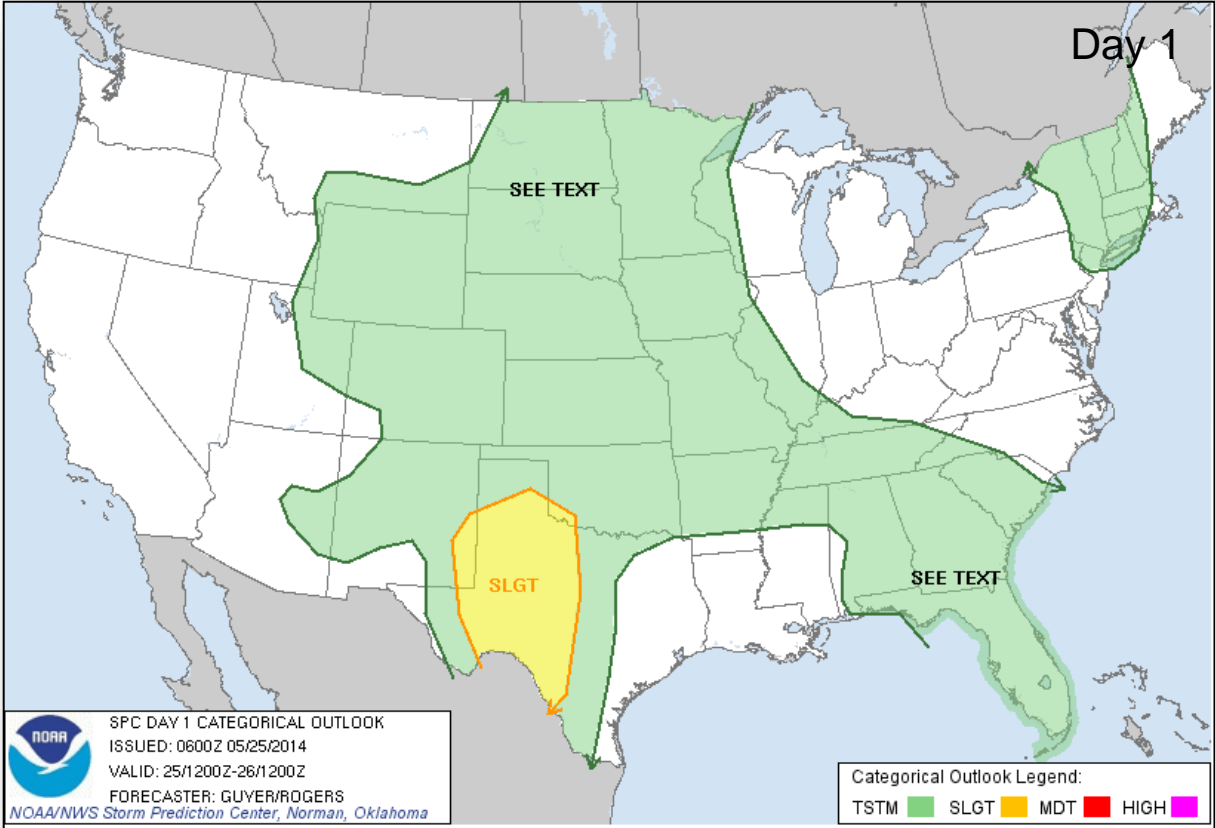 Day 1
SEE TEXT
SLGT
SEE TEXT
NOAA
SPC DAY 1 CATEGORICAL OUTLOOK
ISSUED: 0600Z 05/25/2014
VALID: 25/1200Z-26/1200Z
FORECASTER: GUYER/ROGERS
NOAA/NWS Storm Prediction Center, Norman, Oklahoma
Categorical Outlook Legend:
TSTM SLGT MDT HIGH